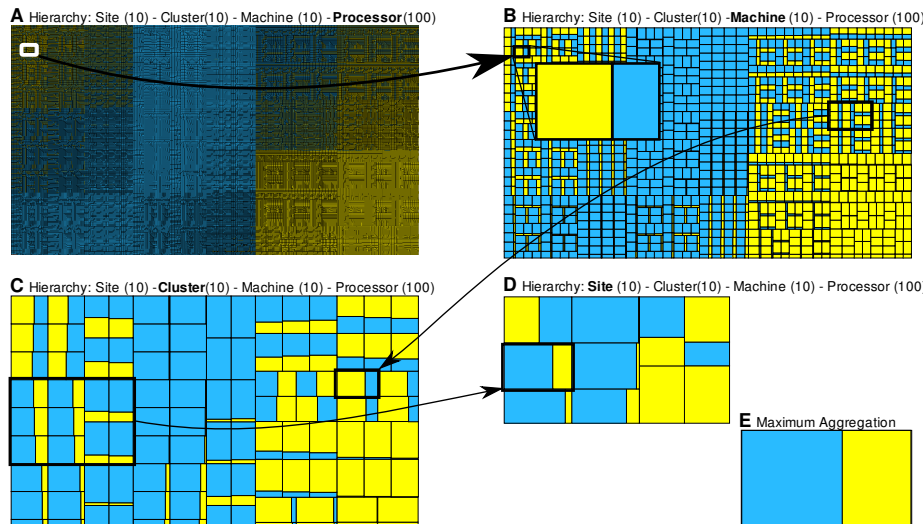 A Hierarchy: Site (10) - Cluster(10) - Machine (10) -Processor(100)
B Hierarchy: Site (10) - Cluster(10) -Machine (10) - Processor (100)
C Hierarchy: Site (10) -Cluster(10) - Machine (10) - Processor (100)
D Hierarchy: Site (10) - Cluster(10) - Machine (10) - Processor (100)
E Maximum Aggregation